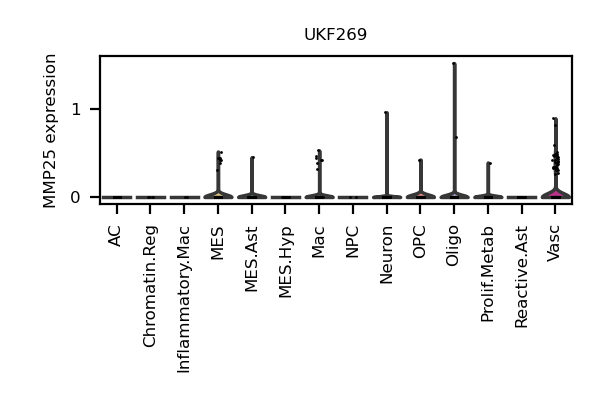 UKF269
MMP25 expression
1
0
AC
Chromatin.Reg
Inflammatory.Mac
MES
MES.Ast
MES.Hyp
Mac
NPC
Neuron
OPC
Oligo
Prolif.Metab
Reactive.Ast
Vasc